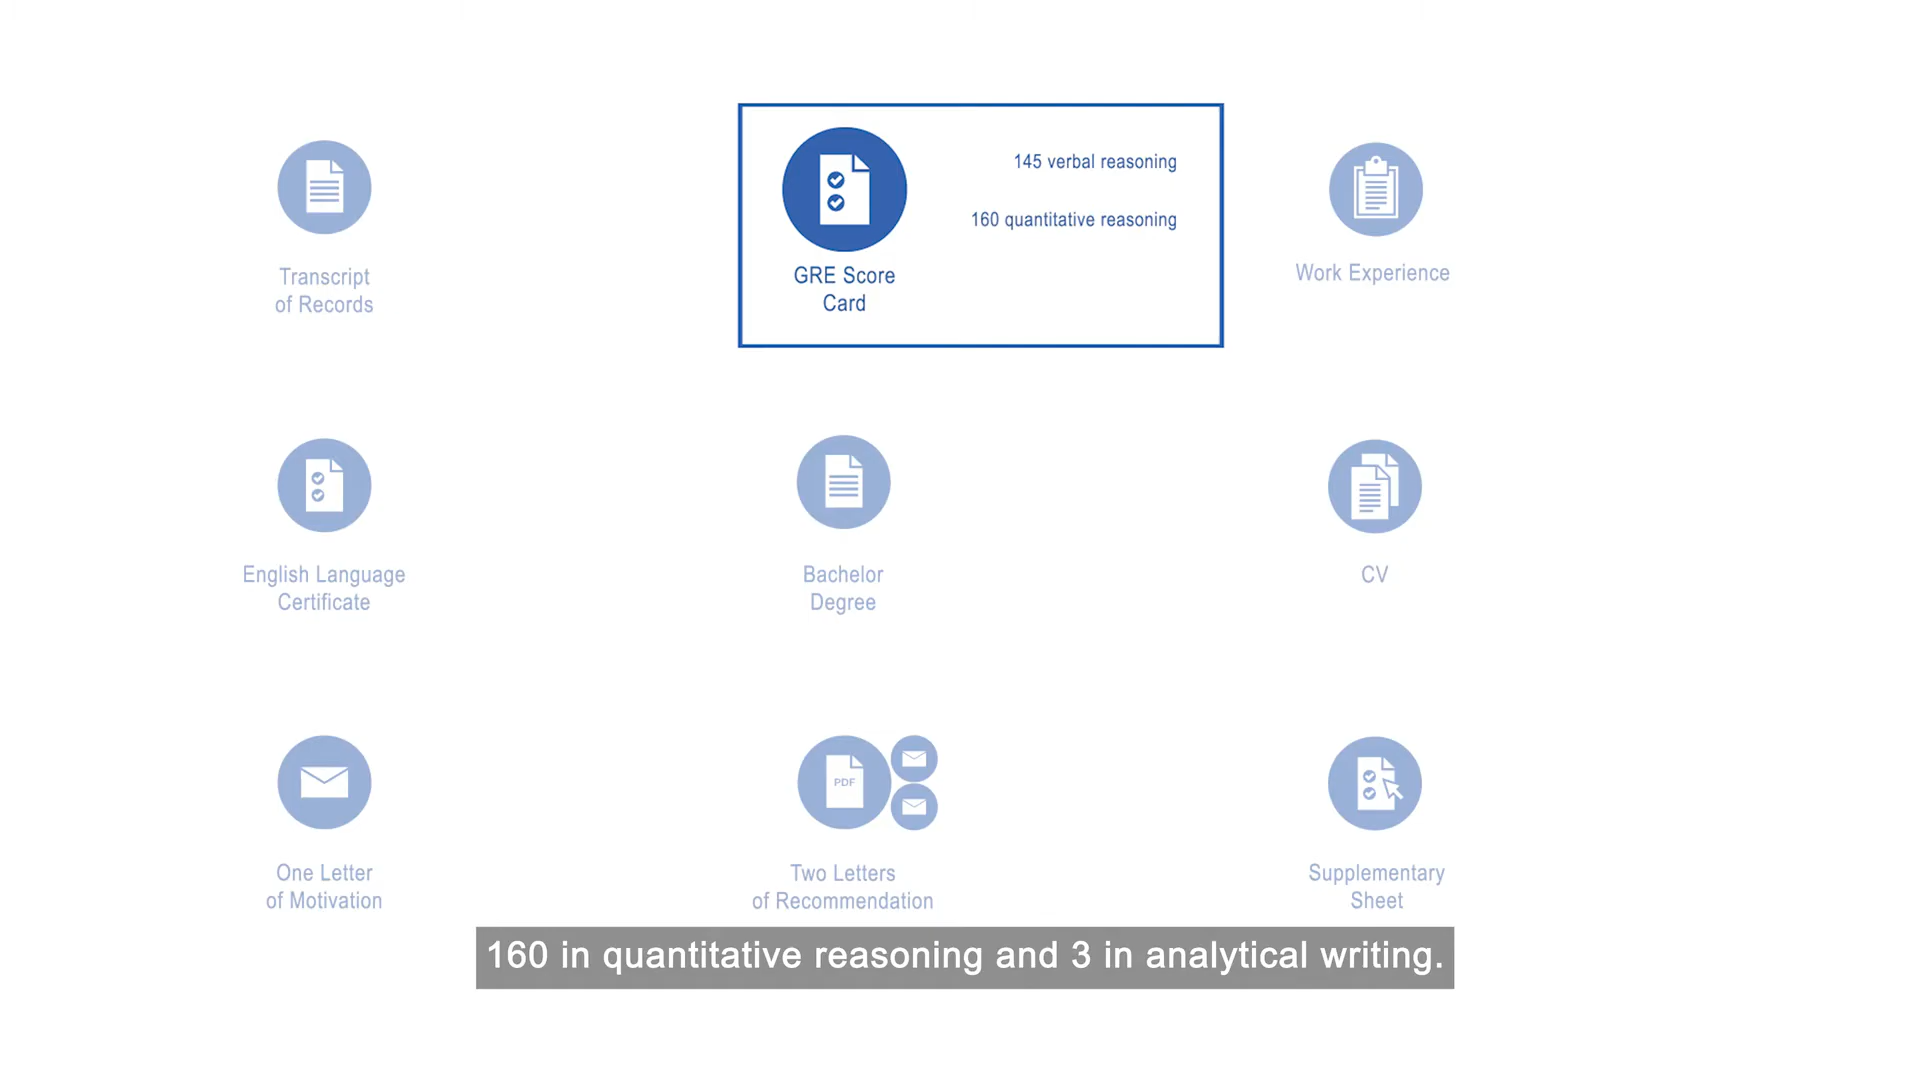 Transcript
of Records
GRE Score
Card
145 verbal reasoning
160 quantitative reasoning
Work Experience
English Language
Certificate
Bachelor
Degree
CV
One Letter
of Motivation
PDF
Two Letters
of Recommendation
Supplementary
Sheet
160 in quantitative reasoning and 3 in analytical writing.